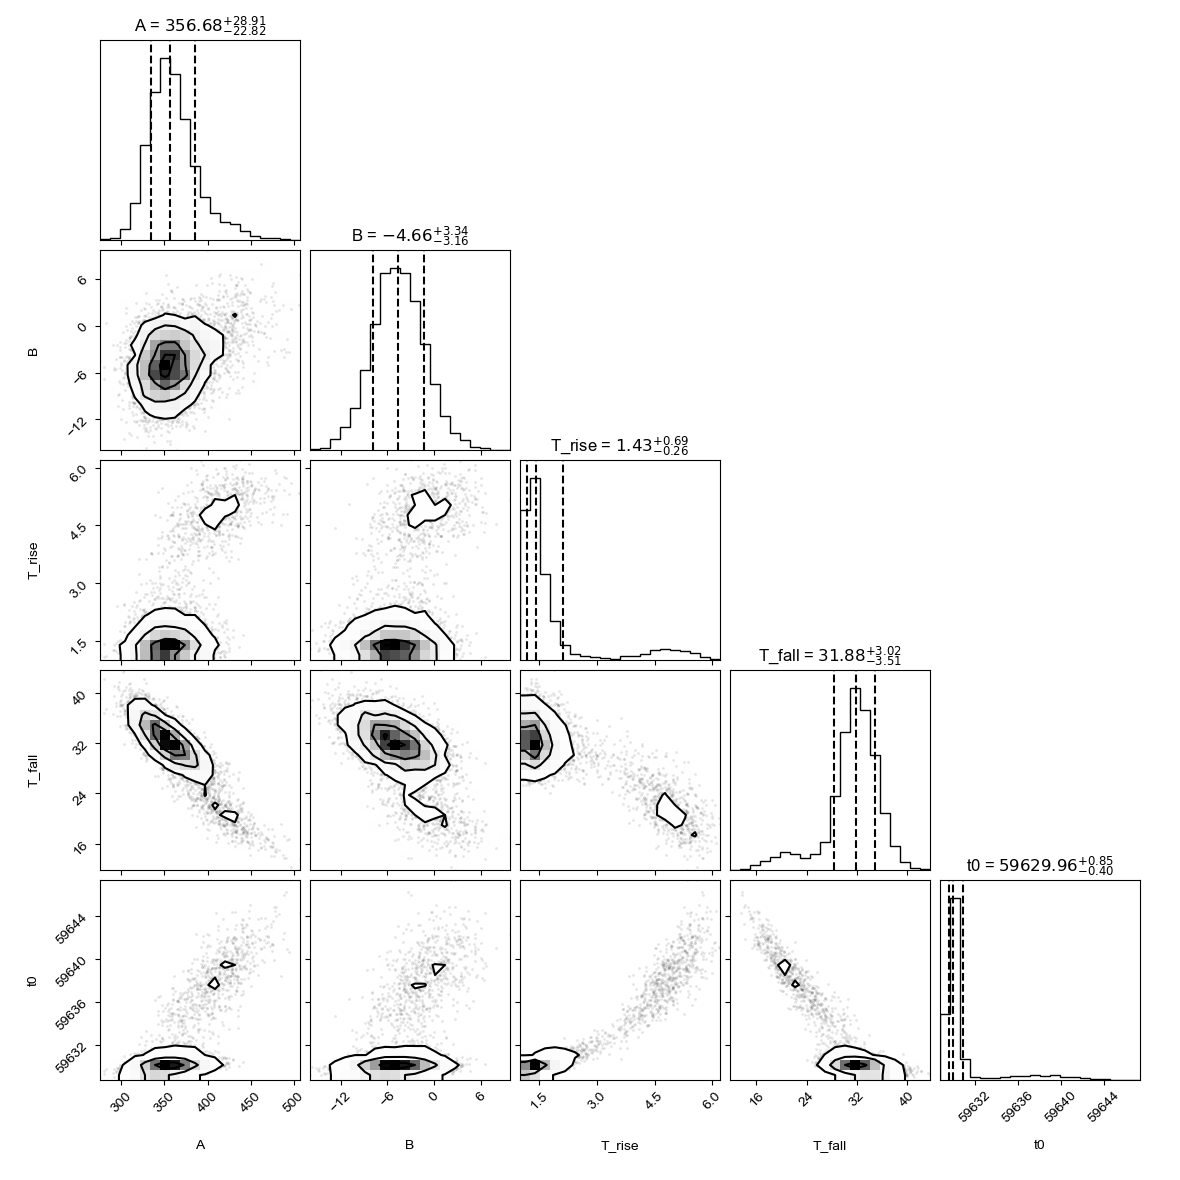 A = 356.68+28.91−22.82
B = −4.66+3.34−3.16
6
0
−6
−12
B
T_rise = 1.43+0.69−0.26
6.0
4.5
3.0
1.5
T_rise
T_fall = 31.88+3.02−3.51
40
32
24
16
T_fall
t0 = 59629.96+0.85−0.40
59644
59640
59636
59632
t0
300 350 400 450 500 −12 −6 0 6 1.5 3.0 4.5 6.0 16 24 32 40 59632 59636 59640 59644
A B T_rise T_fall t0